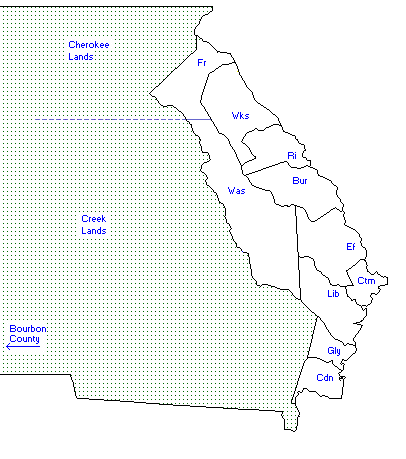 Cherokee
Lands
Fr
Wks
Ri
Bur
Was
Creek
Lands
Ef
Ctm
Lib
Bourbon
County
Gly
Cdn